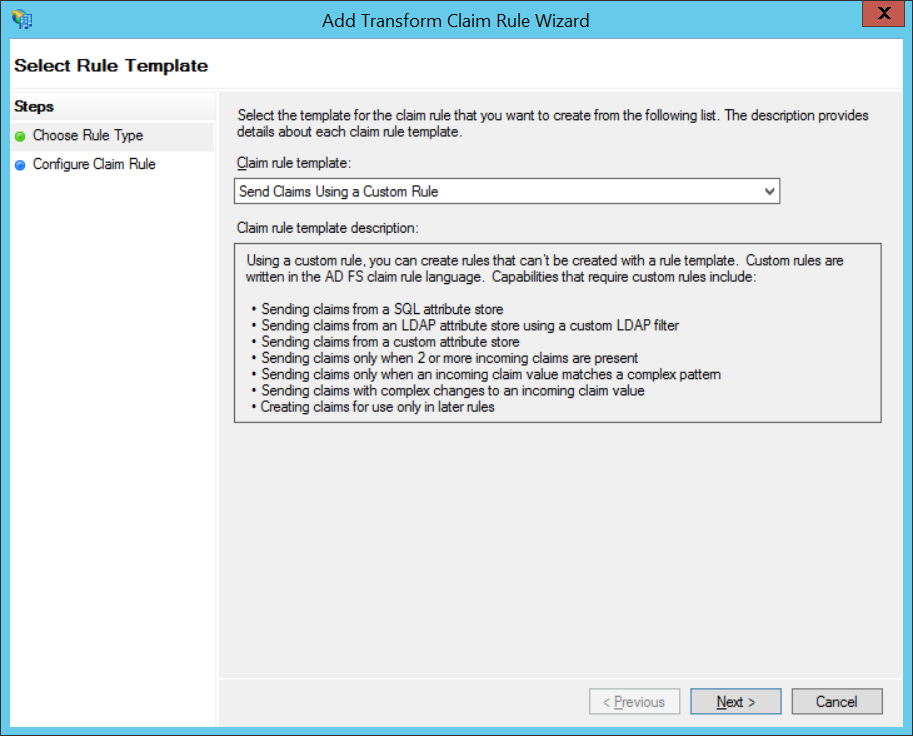 Add Transform Claim Rule Wizard
X
Select Rule Template
Steps
Choose Rule Type
Configure Claim Rule
Select the template for the claim rule that you want to create from the following list. The description provides
details about each claim rule template.
Claim rule template:
Send Claims Using a Custom Rule
Claim rule template description:
Using a custom rule, you can create rules that can't be created with a rule template. Custom rules are
written in the AD FS claim rule language. Capabilities that require custom rules include:
• Sending claims from a SQL attribute store
• Sending claims from an LDAP attribute store using a custom LDAP filter
• Sending claims from a custom attribute store
• Sending claims only when 2 or more incoming claims are present
• Sending claims only when an incoming claim value matches a complex pattern
• Sending claims with complex changes to an incoming claim value
• Creating claims for use only in later rules
< Previous
Next >
Cancel